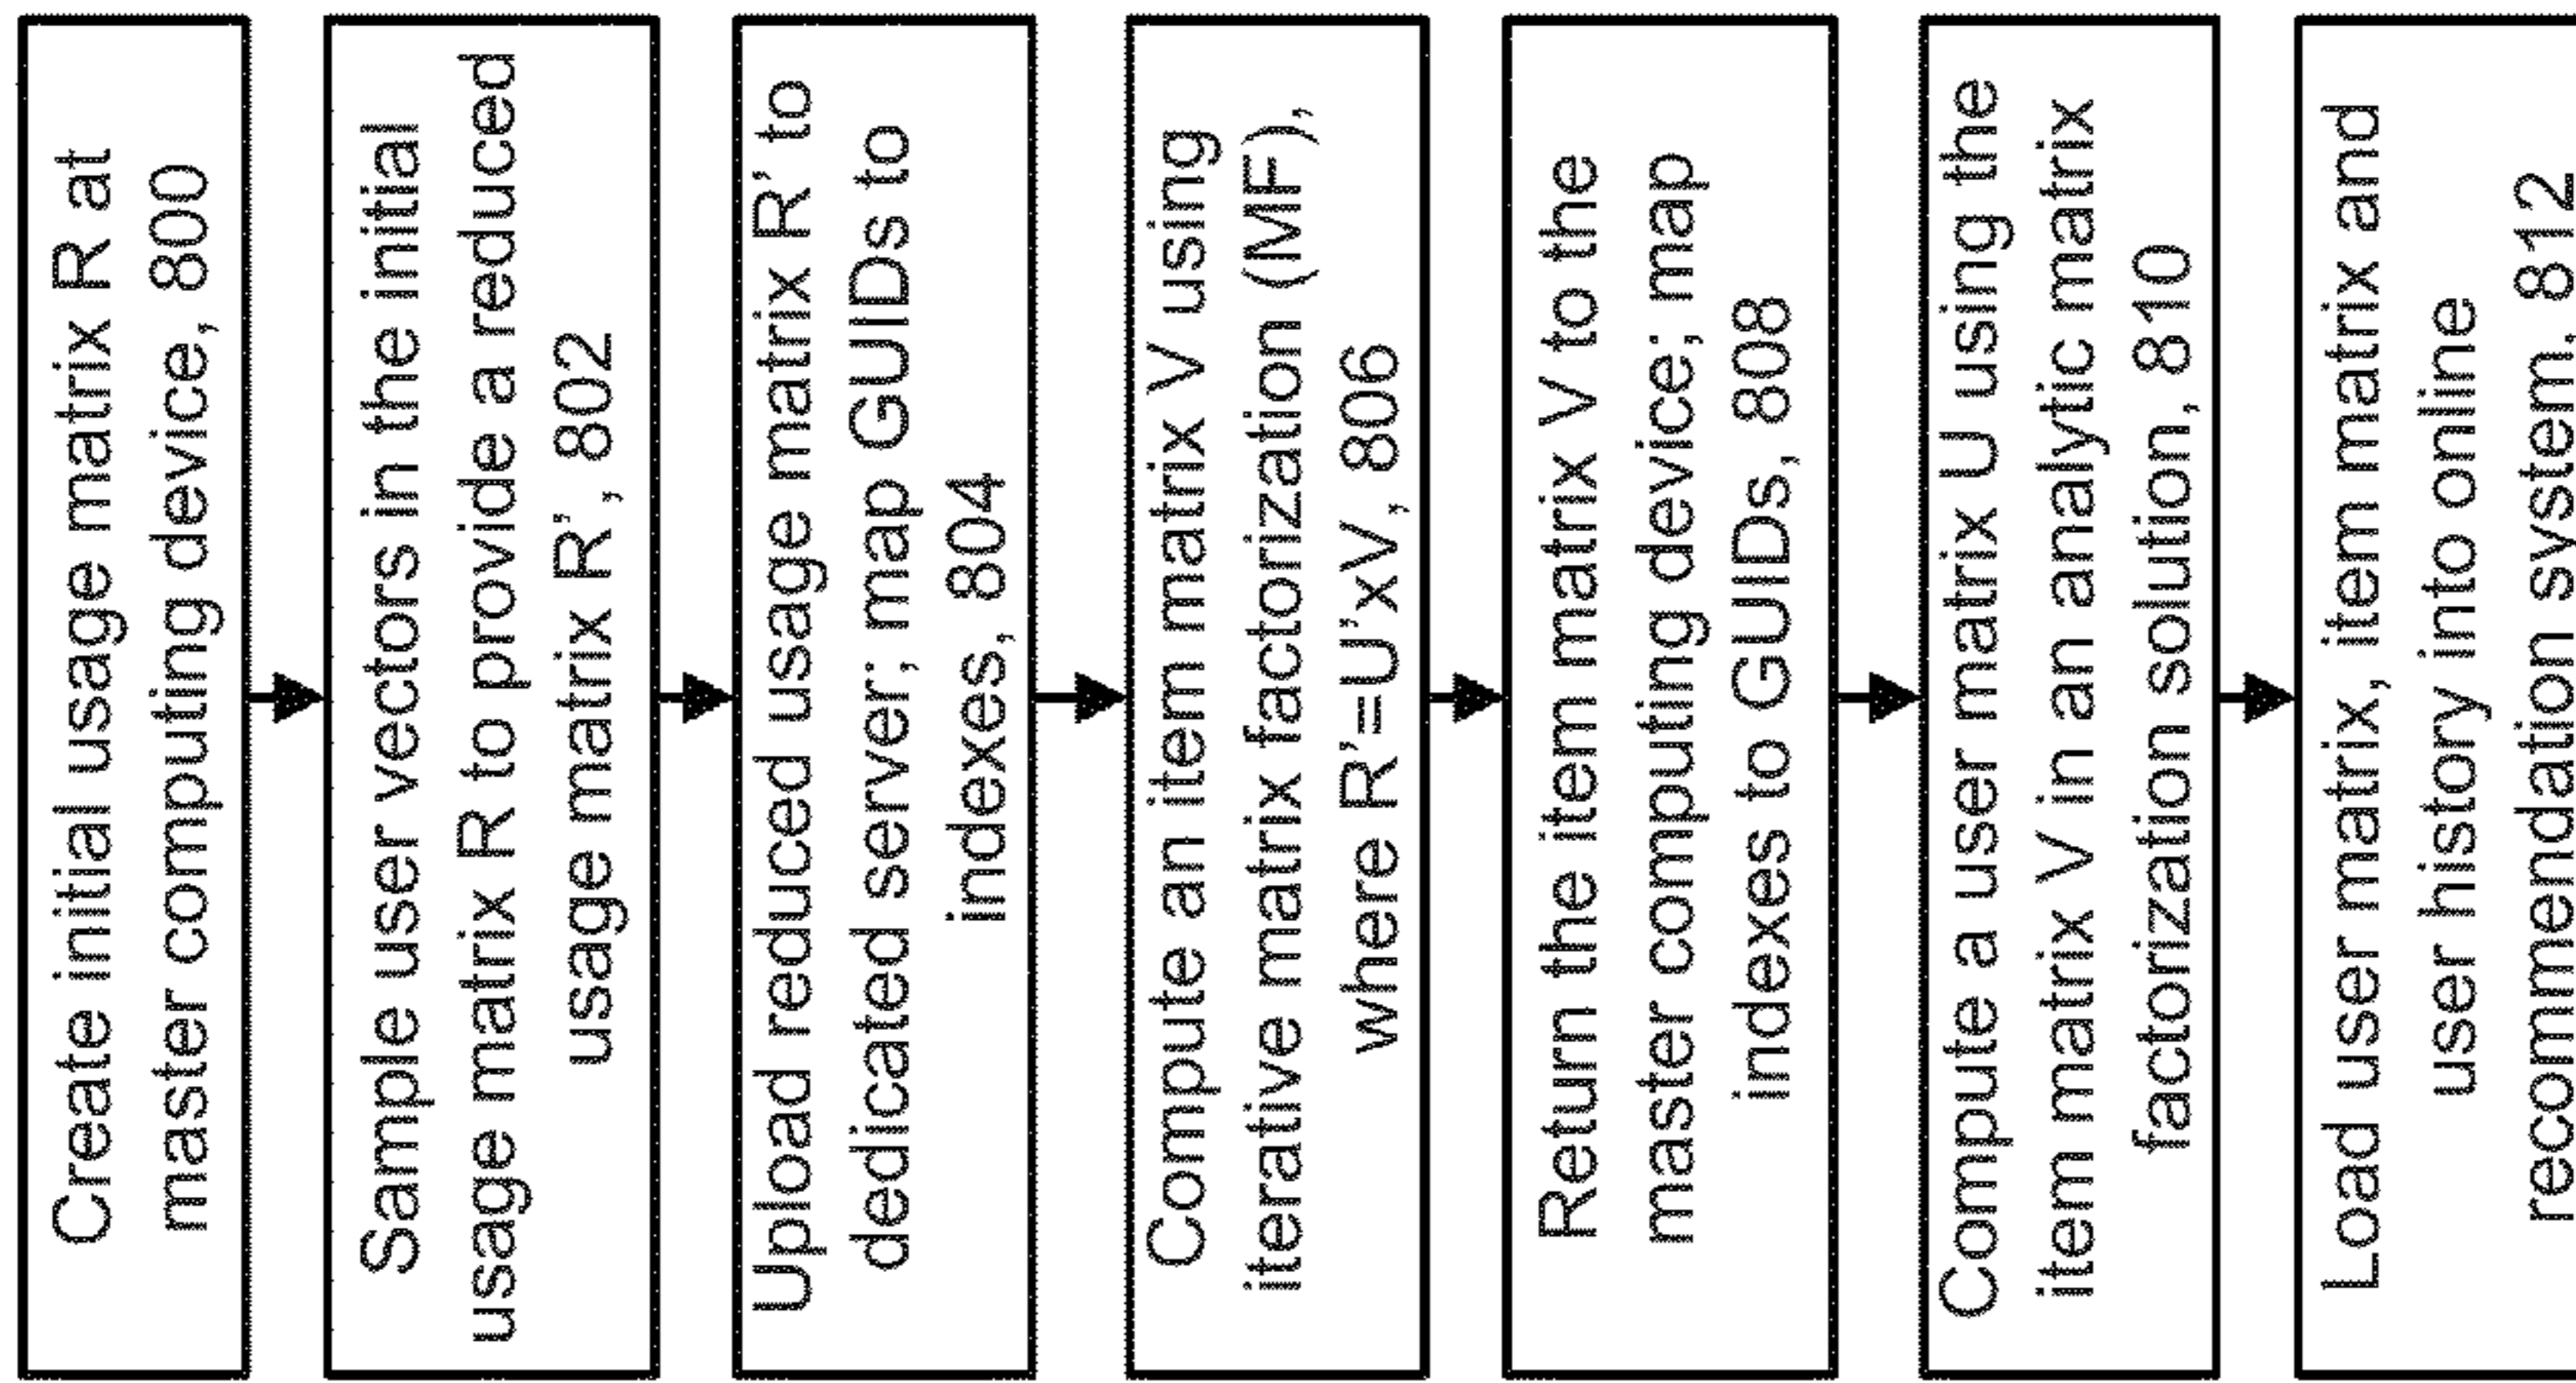 Create initial usage matrix R at
master computing device, 800
Sample user vectors in the initial
usage matrix R to provide a reduced
usage matrix R', 802
Upload reduced usage matrix R' to
dedicated server; map GUIDs to
indexes, 804
Compute an item matrix V using
iterative matrix factorization (MF),
where R'=U'xV, 806
Return the item matrix V to the
master computing device; map
indexes to GUIDs, 808
Compute a user matrix U using the
item matrix V in an analytic matrix
factorization solution, 810
Load user matrix, item matrix and
user history into online
recommendation system, 812